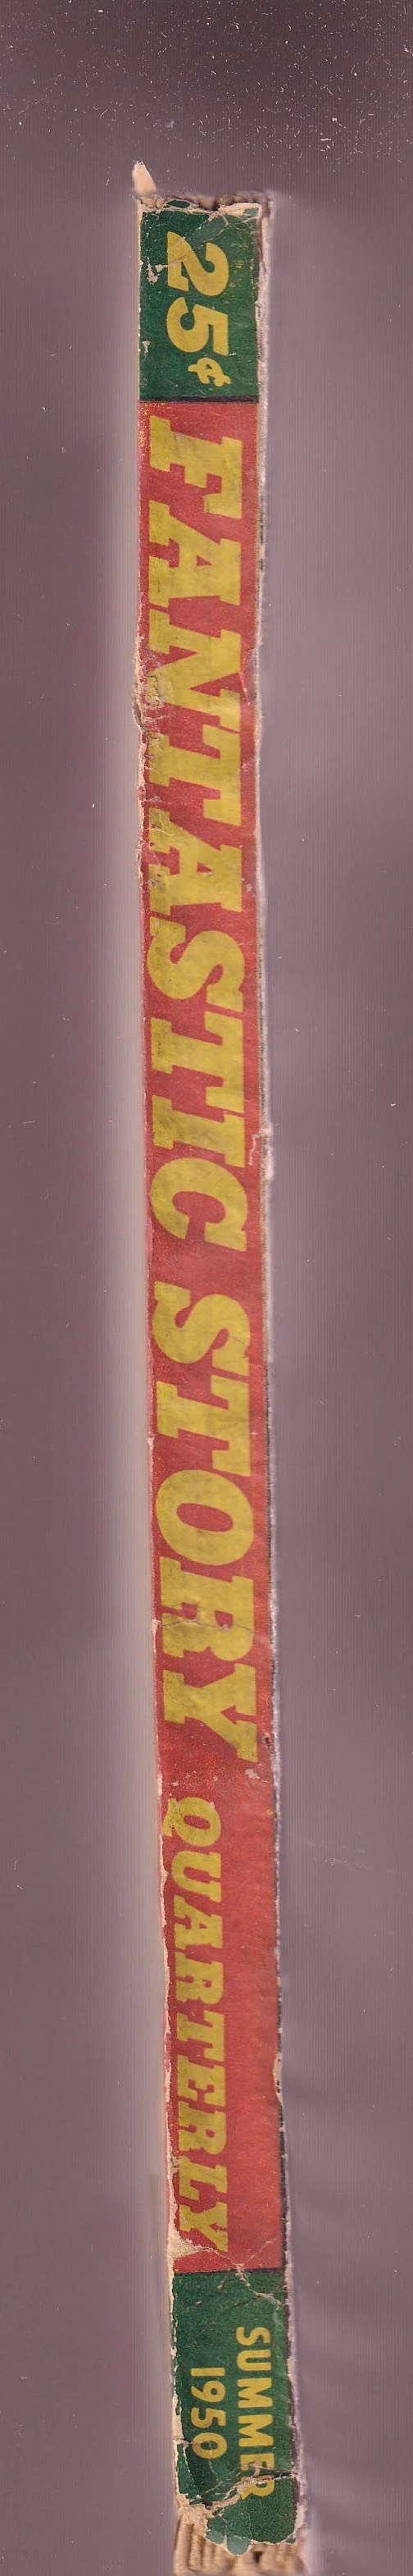 25¢
FANTASTIC STORY QUARTERLY
SUMMER
1950